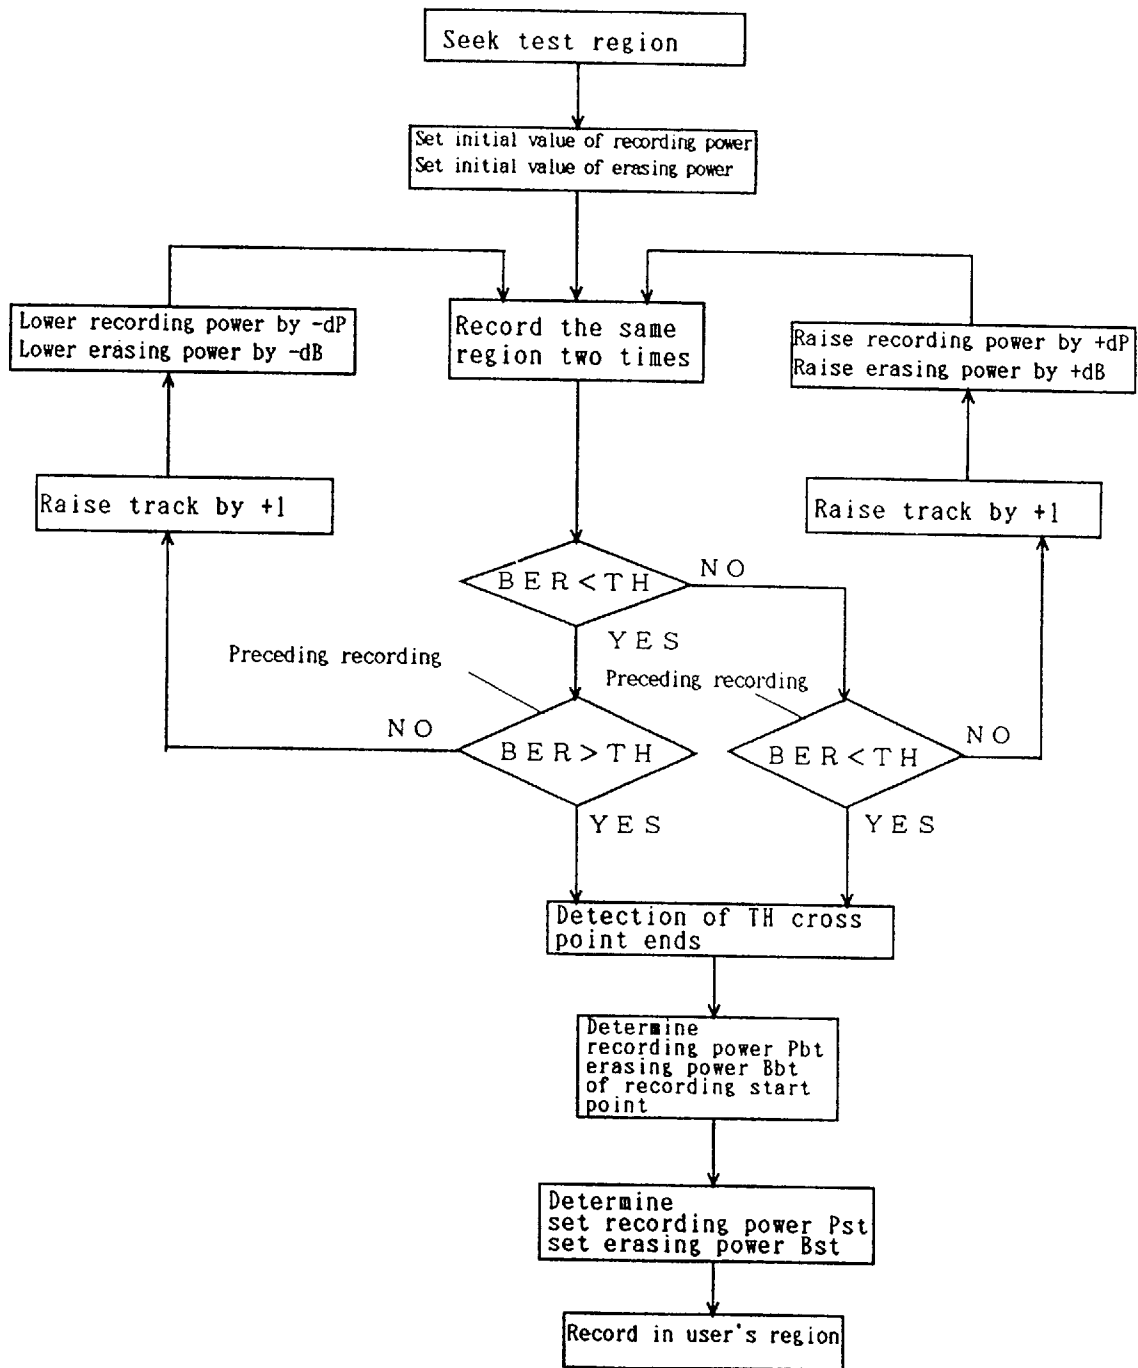 Seek test region
Set initial value of recording power
Set initial value of erasing power
Lower recording power by -dP
Lower erasing power by -dB
Record the same
region two times
Raise recording power by +dP
Raise erasing power by +dB
Raise track by +1
Raise track by +1
BER<TH
NO
YES
Preceding recording
Preceding recording
NO
BER>TH
BER<TH
NO
YES
YES
Detection of TH cross
point ends
Determine
recording power Pbt
erasing power Bbt
of recording start
point
Determine
set recording power Pst
set erasing power Bst
Record in user's region